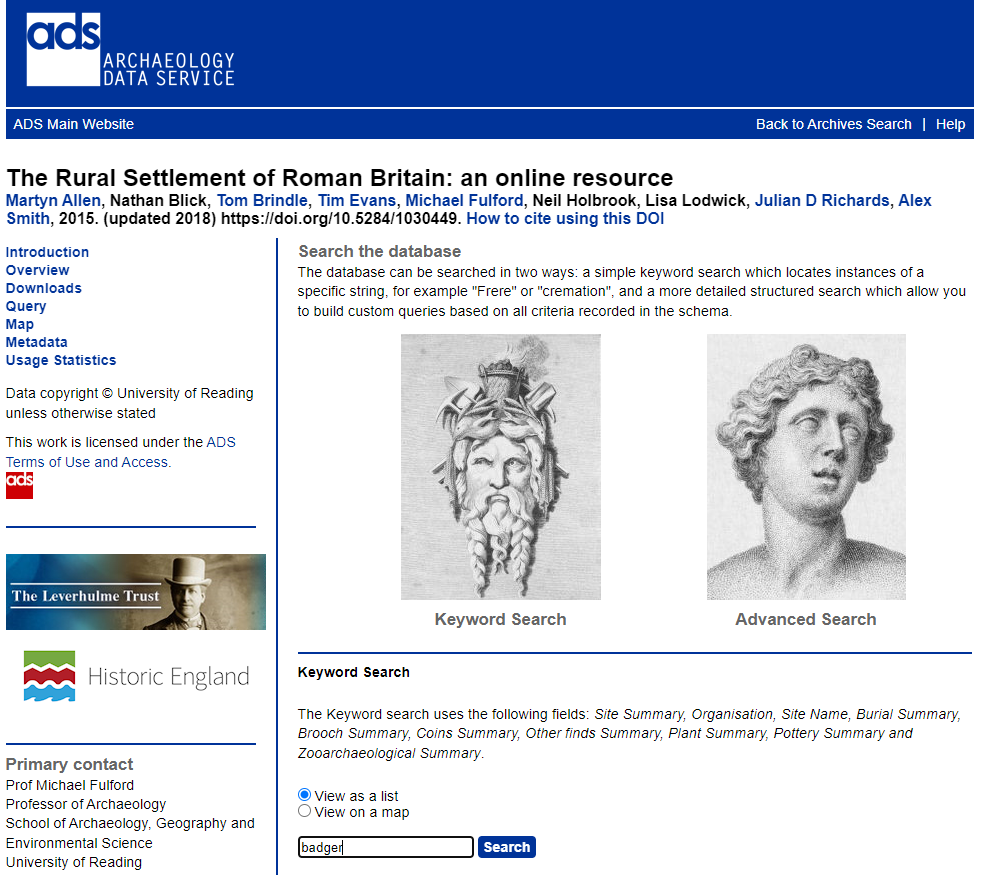 ads
ARCHAEOLOGY
DATA SERVICE
ADS Main Website
Back to Archives Search | Help
The Rural Settlement of Roman Britain: an online resource
Martyn Allen, Nathan Blick, Tom Brindle, Tim Evans, Michael Fulford, Neil Holbrook, Lisa Lodwick, Julian D Richards, Alex
Smith, 2015. (updated 2018) https://doi.org/10.5284/1030449. How to cite using this DOI
Introduction
Overview
Downloads
Query
Map
Metadata
Usage Statistics
Data copyright © University of Reading
unless otherwise stated
This work is licensed under the ADS
Terms of Use and Access.
ads
The Leverhulme Trust
Historic England
Primary contact
Prof Michael Fulford
Professor of Archaeology
School of Archaeology, Geography and
Environmental Science
University of Reading
Search the database
The database can be searched in two ways: a simple keyword search which locates instances of a
specific string, for example "Frere" or "cremation", and a more detailed structured search which allow you
to build custom queries based on all criteria recorded in the schema.
Keyword Search
Advanced Search
Keyword Search
The Keyword search uses the following fields: Site Summary, Organisation, Site Name, Burial Summary,
Brooch Summary, Coins Summary, Other finds Summary, Plant Summary, Pottery Summary and
Zooarchaeological Summary.
View as a list
View on a map
badger
Search